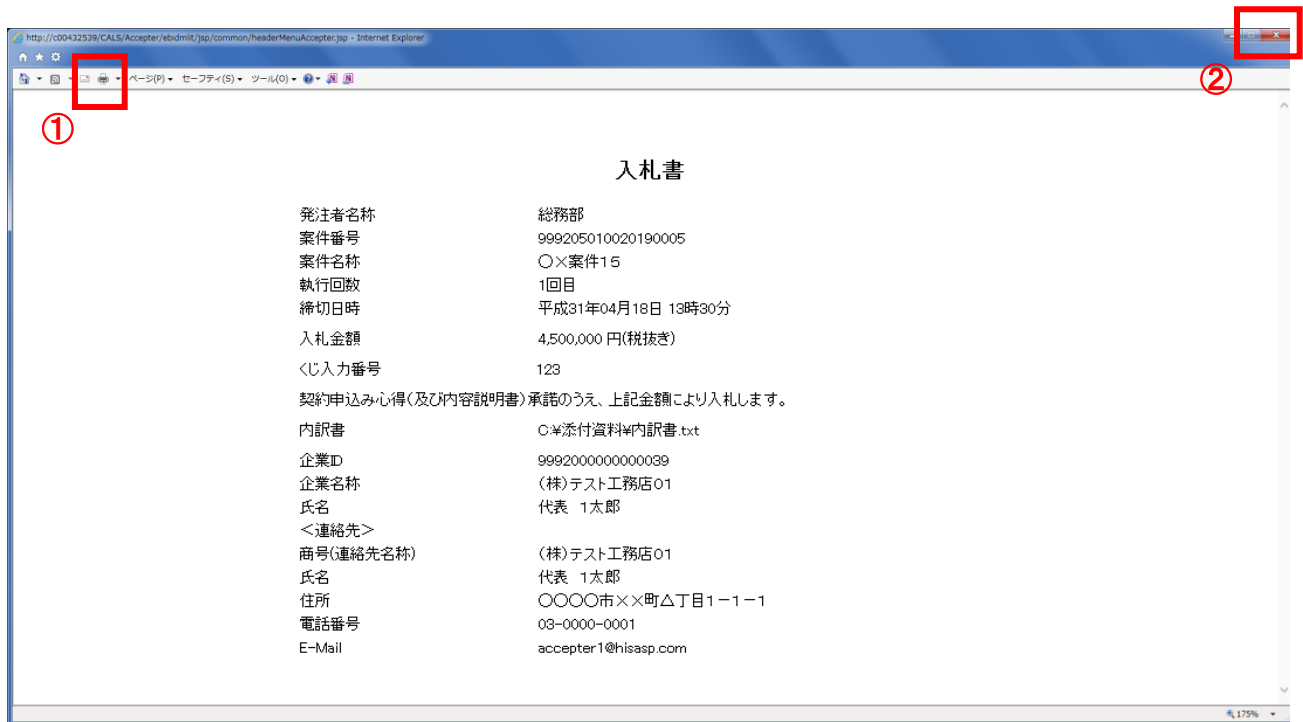 http://c00432539/CALS/Accepter/ebidmlit/jsp/common/headerMenuAccepter.jsp - Internet Explorer
ページ(P) セーフティ(S) ツール(O)
①
②
入札書
発注者名称 総務部
案件番号 999205010020190005
案件名称 〇×案件15
執行回数 1回目
締切日時 平成31年04月18日 13時30分
入札金額 4,500,000 円(税抜き)
くじ入力番号 123
契約申込み心得(及び内容説明書)承諾のうえ、上記金額により入札します。
内訳書 C:¥添付資料¥内訳書.txt
企業ID 9992000000000039
企業名称 (株)テスト工務店01
氏名 代表 1太郎
<連絡先>
商号(連絡先名称) (株)テスト工務店01
氏名 代表 1太郎
住所 〇〇〇〇市××町△丁目1-1-1
電話番号 03-0000-0001
E-Mail accepter1@hisasp.com
175%